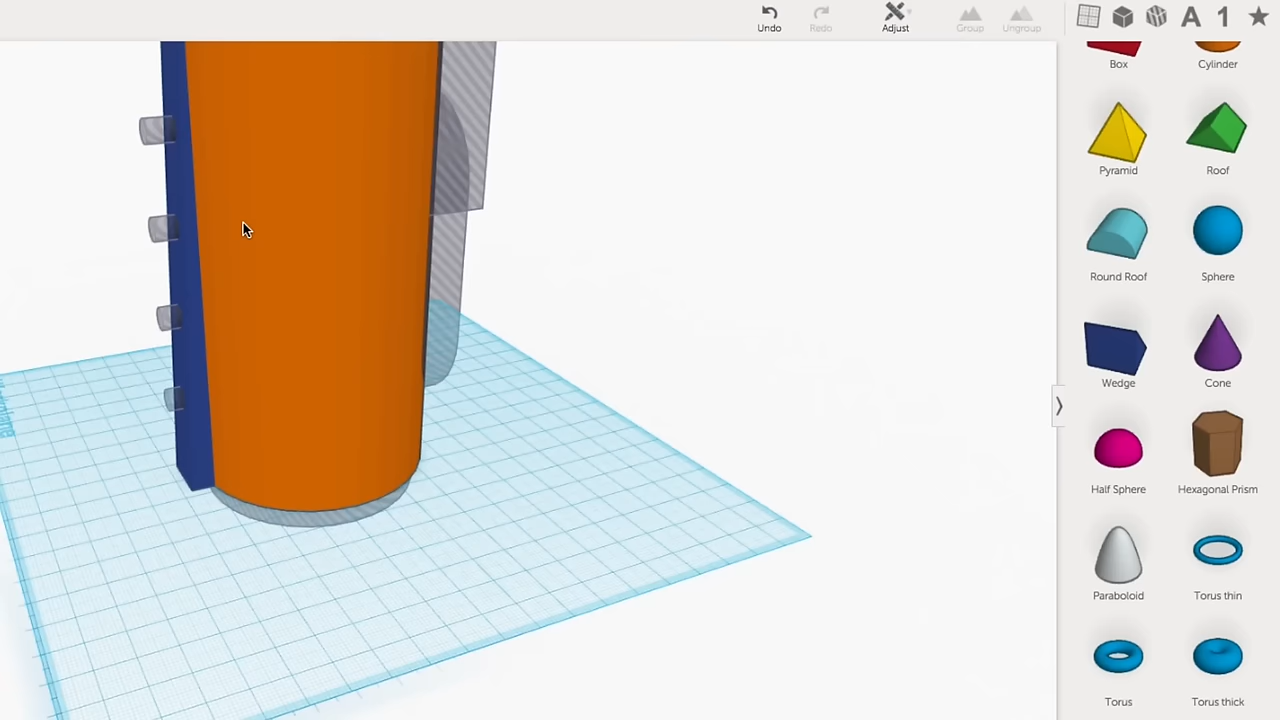 Undo
Redo
Adjust
Group
Ungroup
A
1
Box
Cylinder
Pyramid
Roof
Round Roof
Sphere
Wedge
Cone
Half Sphere
Hexagonal Prism
Paraboloid
Torus thin
Torus
Torus thick